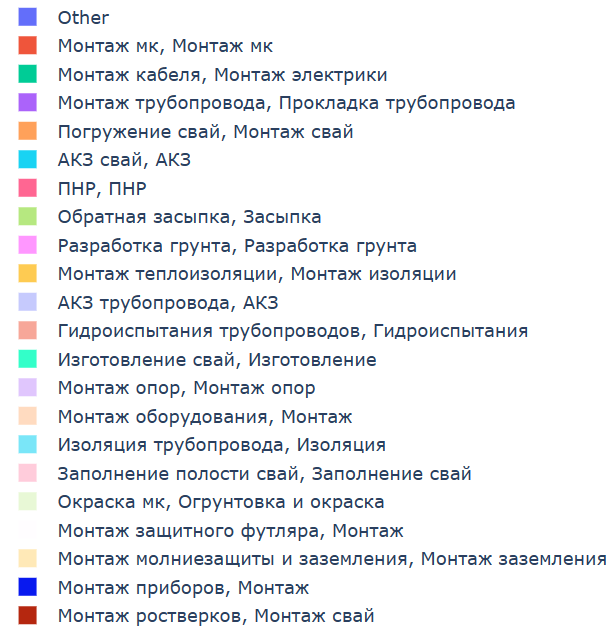 Other
Монтаж мк, Монтаж мк
Монтаж кабеля, Монтаж электрики
Монтаж трубопровода, Прокладка трубопровода
Погружение свай, Монтаж свай
АКЗ свай, АКЗ
ПНР, ПНР
Обратная засыпка, Засыпка
Разработка грунта, Разработка грунта
Монтаж теплоизоляции, Монтаж изоляции
АКЗ трубопровода, АКЗ
Гидроиспытания трубопроводов, Гидроиспытания
Изготовление свай, Изготовление
Монтаж опор, Монтаж опор
Монтаж оборудования, Монтаж
Изоляция трубопровода, Изоляция
Заполнение полости свай, Заполнение свай
Окраска мк, Огрунтовка и окраска
Монтаж защитного футляра, Монтаж
Монтаж молниезащиты и заземления, Монтаж заземления
Монтаж приборов, Монтаж
Монтаж ростверков, Монтаж свай